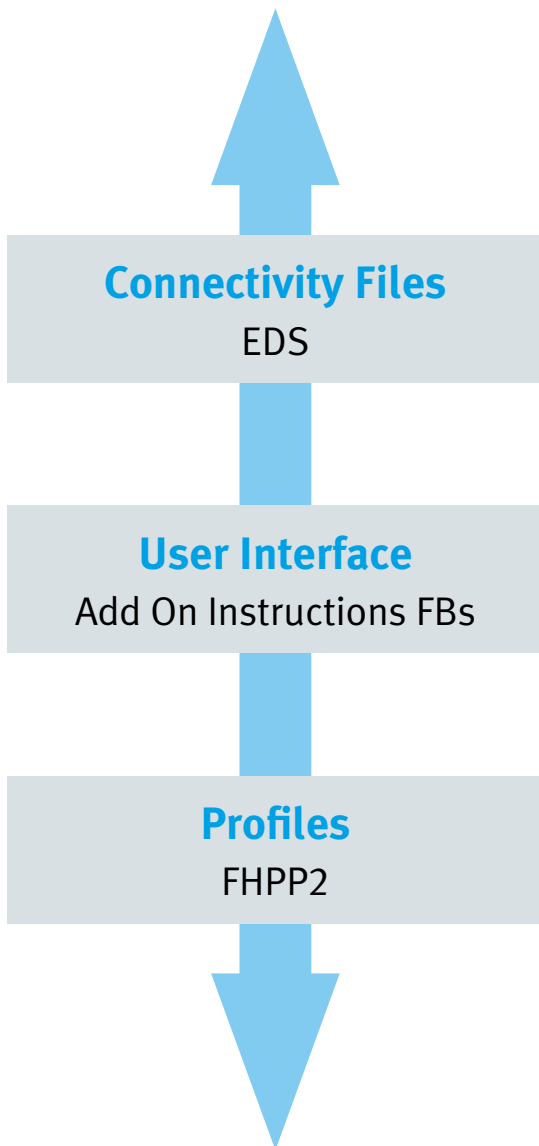 Connectivity Files
EDS
User Interface
Add On Instructions FBs
Profiles
FHPP2